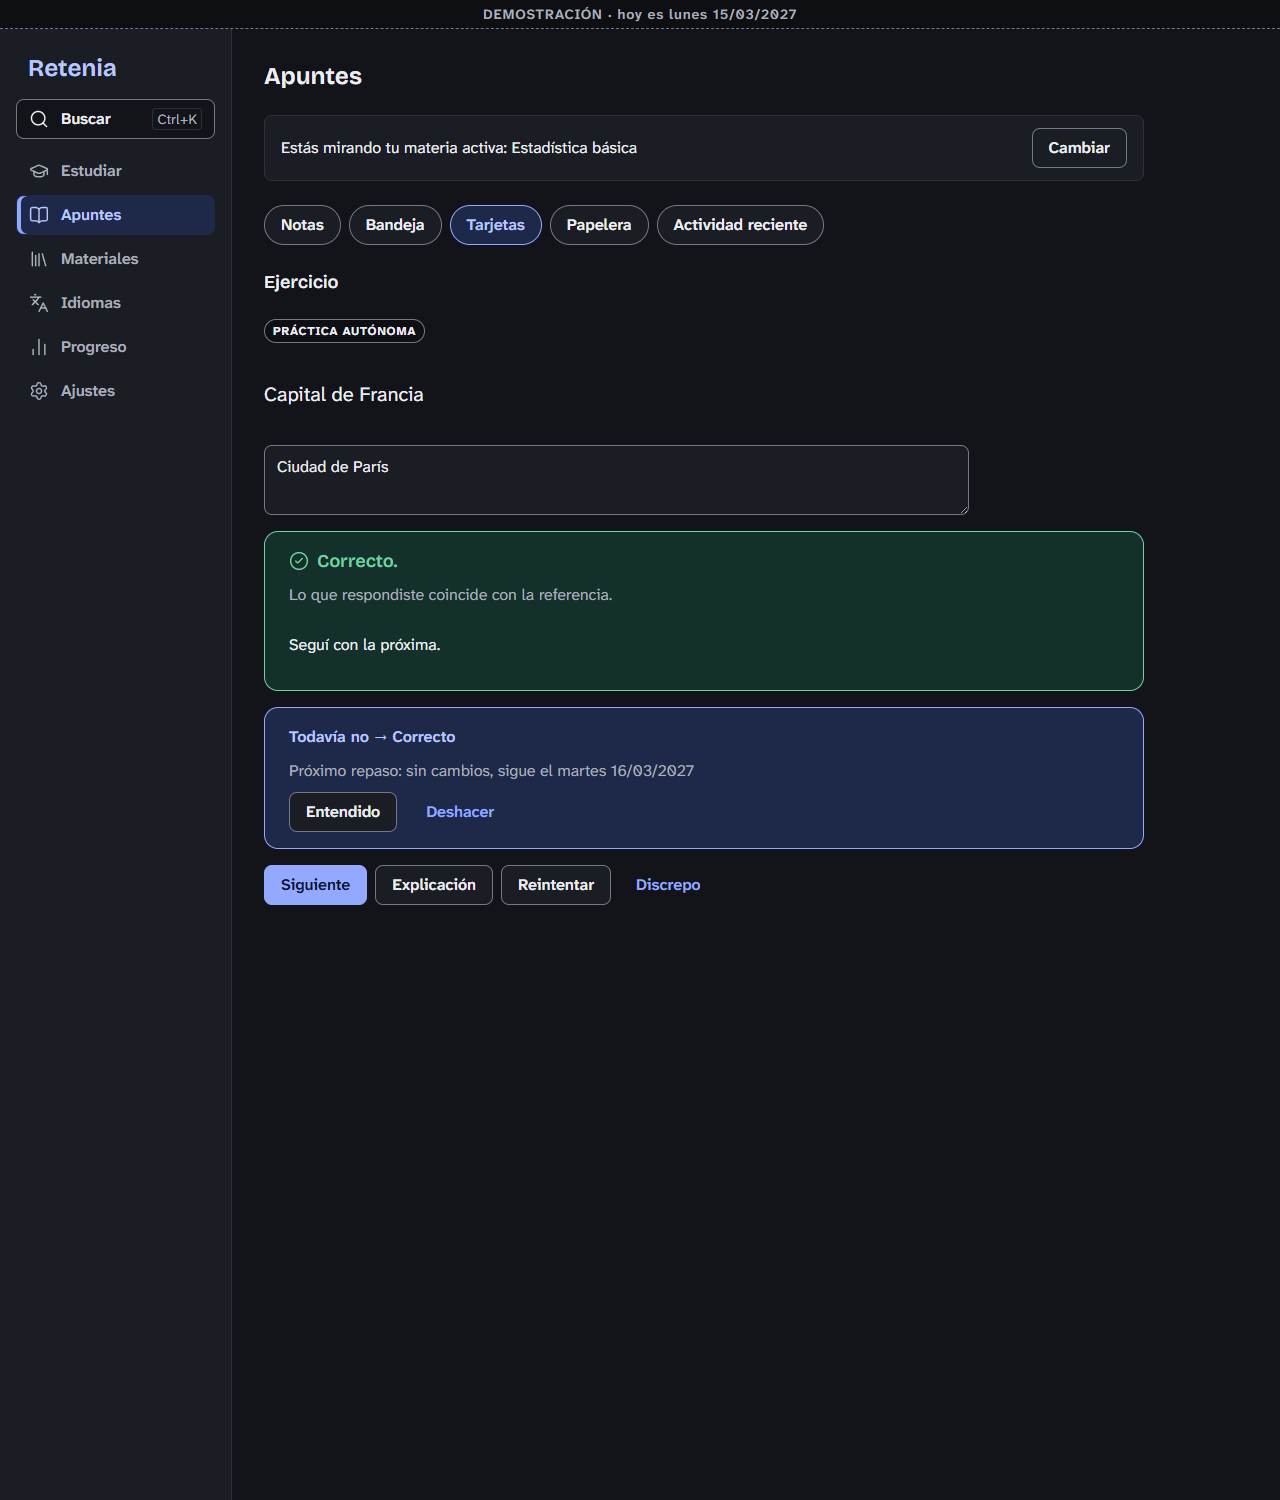 DEMOSTRACIÓN · hoy es lunes 15/03/2027
Retenia
Buscar Ctrl+K
Estudiar
Apuntes
Materiales
Idiomas
Progreso
Ajustes
Apuntes
Estás mirando tu materia activa: Estadística básica
Cambiar
Notas Bandeja Tarjetas Papelera Actividad reciente
Ejercicio
PRÁCTICA AUTÓNOMA
Capital de Francia
Ciudad de París
Correcto.
Lo que respondiste coincide con la referencia.
Seguí con la próxima.
Todavía no → Correcto
Próximo repaso: sin cambios, sigue el martes 16/03/2027
Entendido Deshacer
Siguiente Explicación Reintentar Discrepo